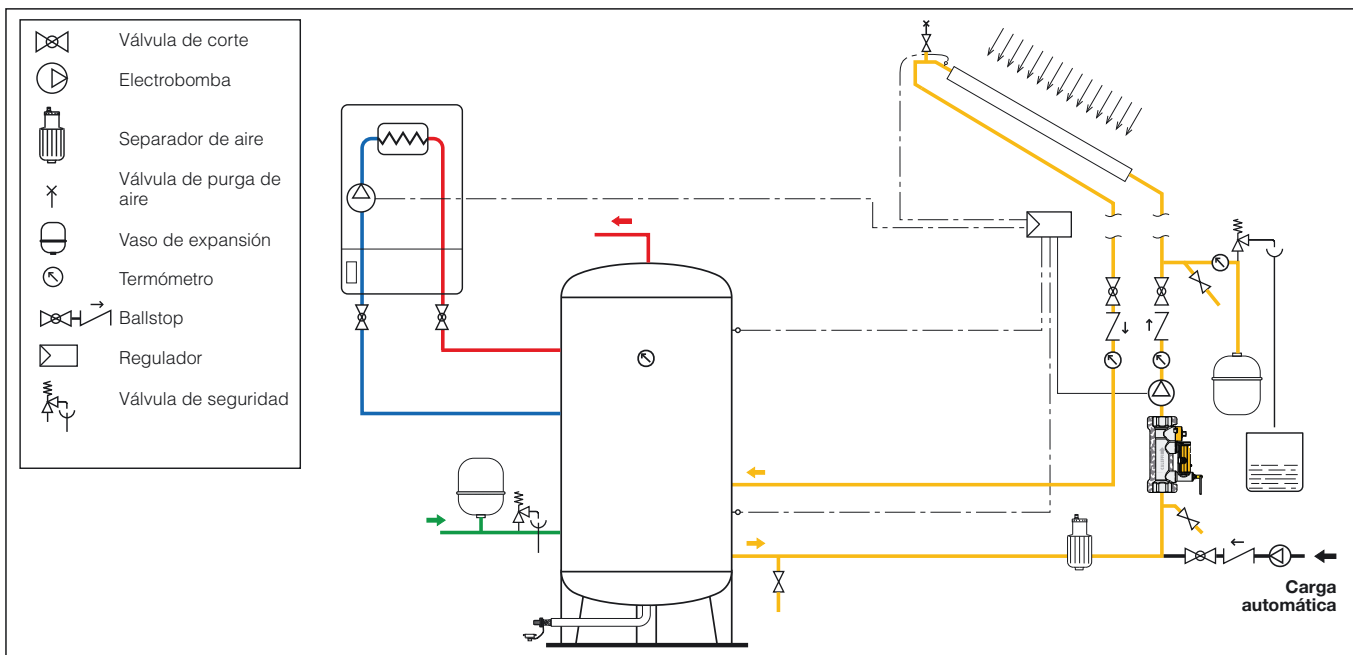 Válvula de corte
Electrobomba
Separador de aire
Válvula de purga de
aire
Vaso de expansión
Termómetro
Ballstop
Regulador
Válvula de seguridad
Carga
automática